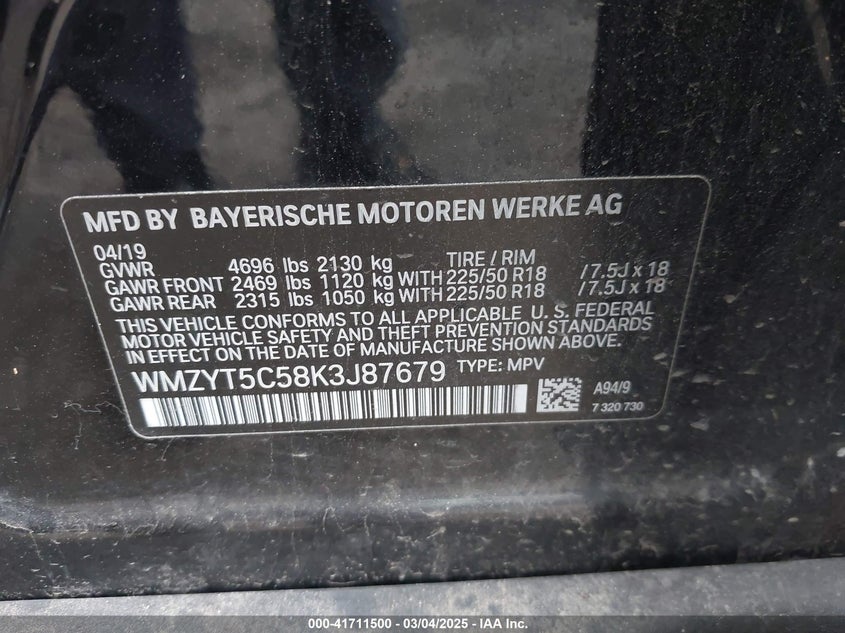 MFD BY BAYERISCHE MOTOREN WERKE AG
04/19
GVWR 4696 lbs 2130 kg TIRE / RIM
GAWR FRONT 2469 lbs 1120 kg WITH 225/50 R18 /7.5J x 18
GAWR REAR 2315 lbs 1050 kg WITH 225/50 R18 /7.5J x 18
THIS VEHICLE CONFORMS TO ALL APPLICABLE U. S. FEDERAL
MOTOR VEHICLE SAFETY AND THEFT PREVENTION STANDARDS
IN EFFECT ON THE DATE OF MANUFACTURE SHOWN ABOVE.
WMZYT5C58K3J87679 TYPE: MPV
A94/9
7 320 730
000-41711500 - 03/04/2025 - IAA Inc.